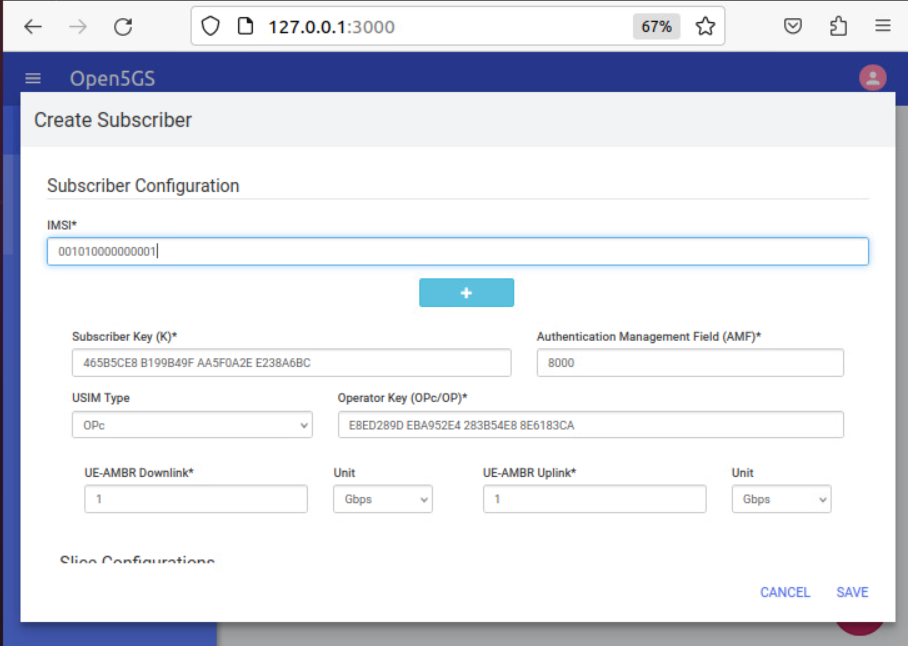 127.0.0.1:3000 67%
Open5GS
Create Subscriber
Subscriber Configuration
IMSI*
001010000000001
+
Subscriber Key (K)* Authentication Management Field (AMF)*
465B5CE8 B199B49F AA5F0A2E E238A6BC 8000
USIM Type Operator Key (OPc/OP)*
OPc E8ED289D EBA952E4 283B54E8 8E6183CA
UE-AMBR Downlink* Unit UE-AMBR Uplink* Unit
1 Gbps 1 Gbps
Slice Configurations
CANCEL SAVE